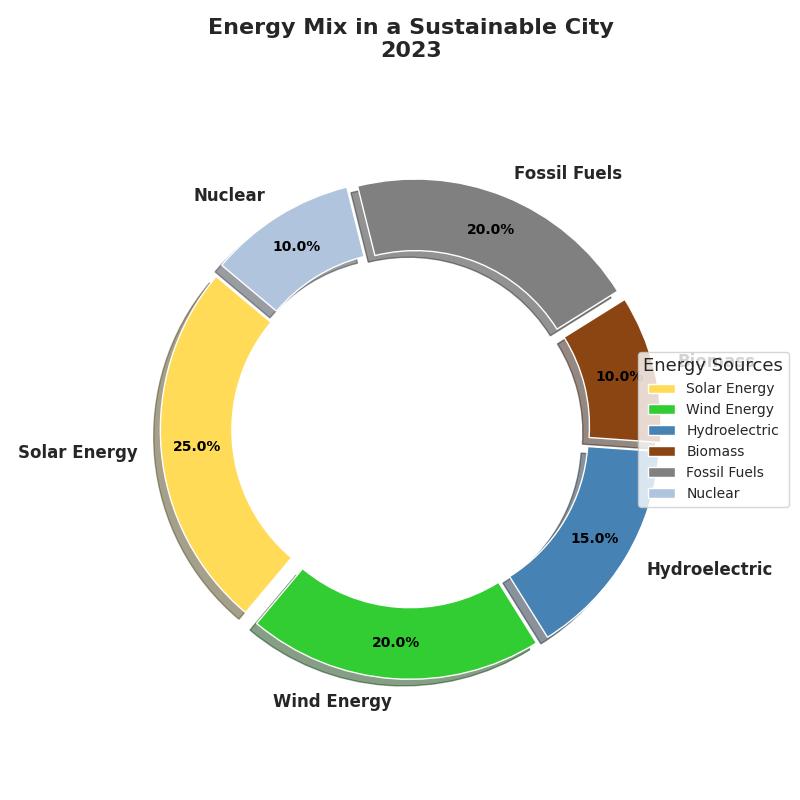 Energy Mix in a Sustainable City
2023
Fossil Fuels
Nuclear
20.0%
10.0%
Biomass
10.0%
Energy Sources
Solar Energy
Wind Energy
Hydroelectric
Biomass
Fossil Fuels
Nuclear
Solar Energy
25.0%
15.0%
Hydroelectric
20.0%
Wind Energy